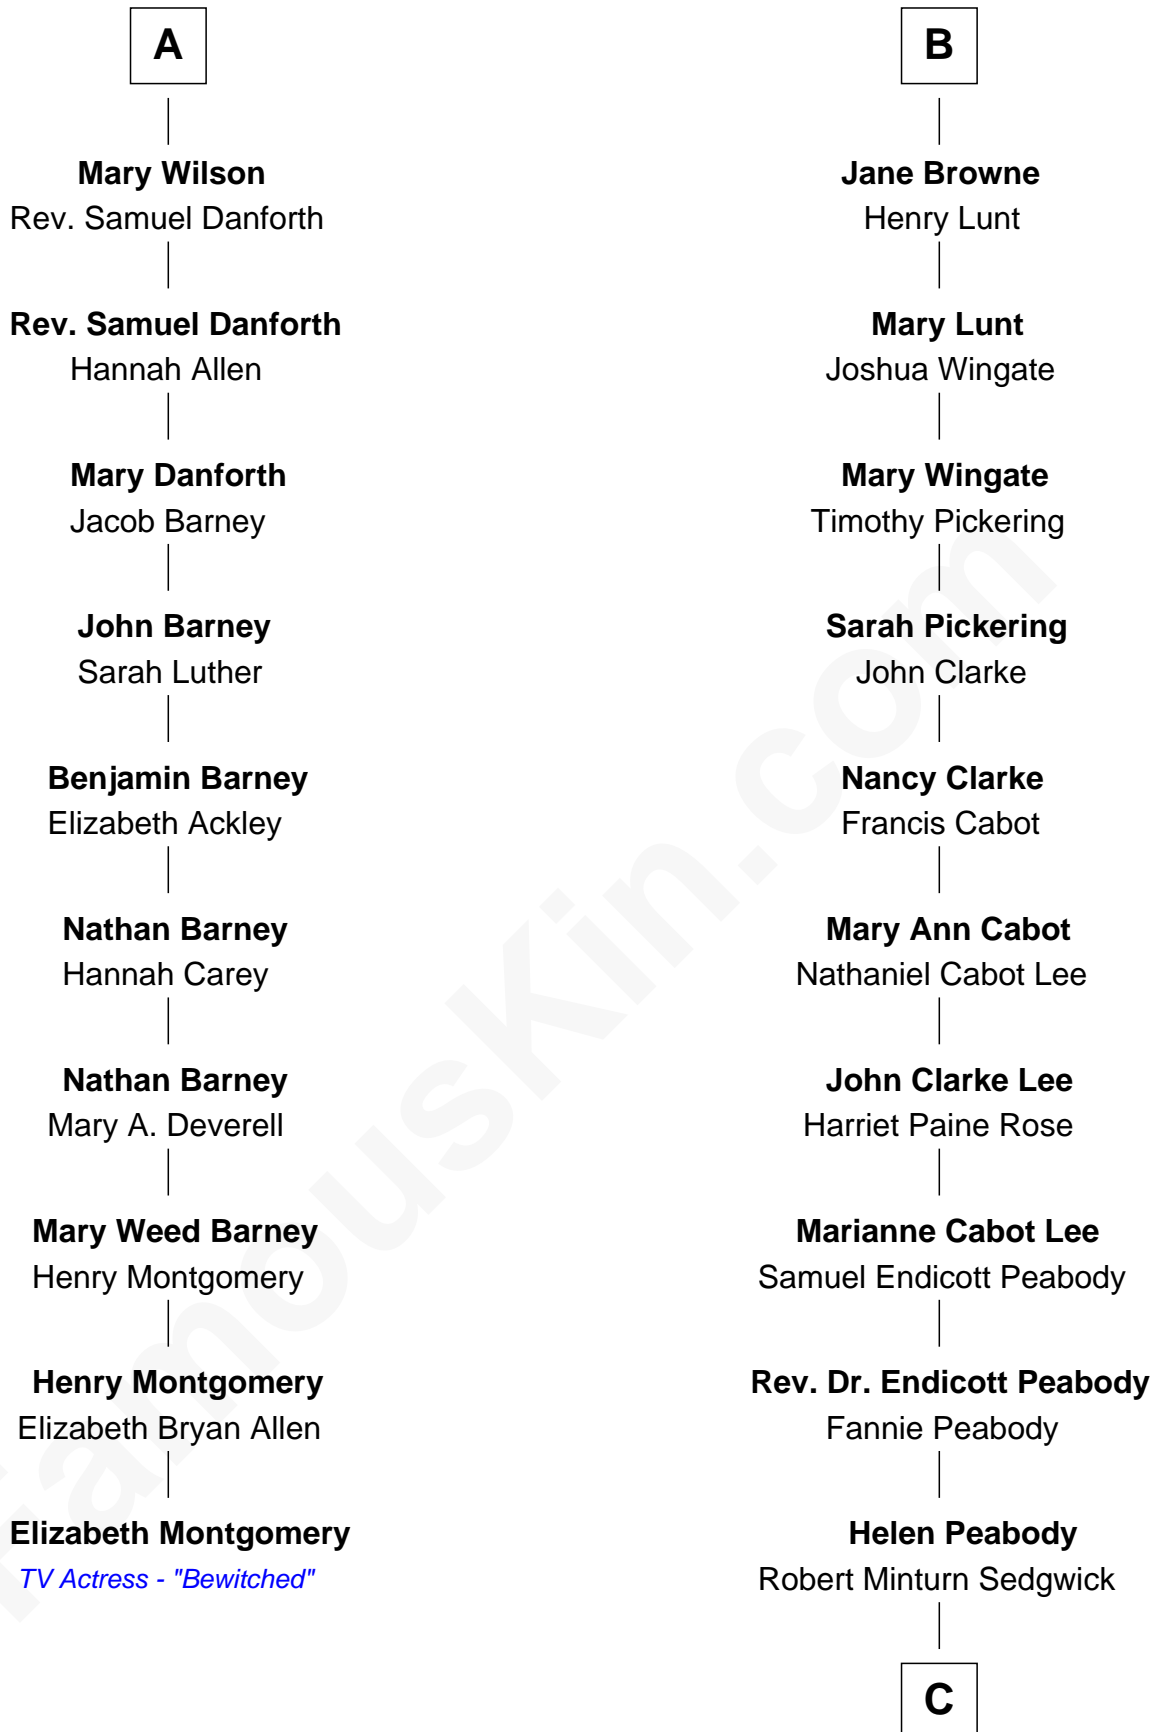 A
Mary Wilson
Rev. Samuel Danforth
Rev. Samuel Danforth
Hannah Allen
Mary Danforth
Jacob Barney
John Barney
Sarah Luther
Benjamin Barney
Elizabeth Ackley
Nathan Barney
Hannah Carey
Nathan Barney
Mary A. Deverell
Mary Weed Barney
Henry Montgomery
Henry Montgomery
Elizabeth Bryan Allen
Elizabeth Montgomery
TV Actress - "Bewitched"
B
Jane Browne
Henry Lunt
Mary Lunt
Joshua Wingate
Mary Wingate
Timothy Pickering
Sarah Pickering
John Clarke
Nancy Clarke
Francis Cabot
Mary Ann Cabot
Nathaniel Cabot Lee
John Clarke Lee
Harriet Paine Rose
Marianne Cabot Lee
Samuel Endicott Peabody
Rev. Dr. Endicott Peabody
Fannie Peabody
Helen Peabody
Robert Minturn Sedgwick
C
FamousKin.com